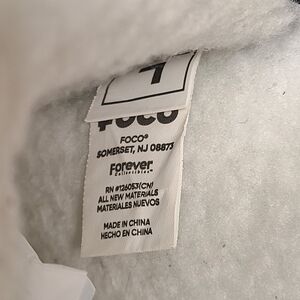 FOCO
FOCO®
SOMERSET, NJ 08873
Forever
Collectibles
RN #126053(CN)
ALL NEW MATERIALS
MATERIALES NUEVOS
MADE IN CHINA
HECHO EN CHINA